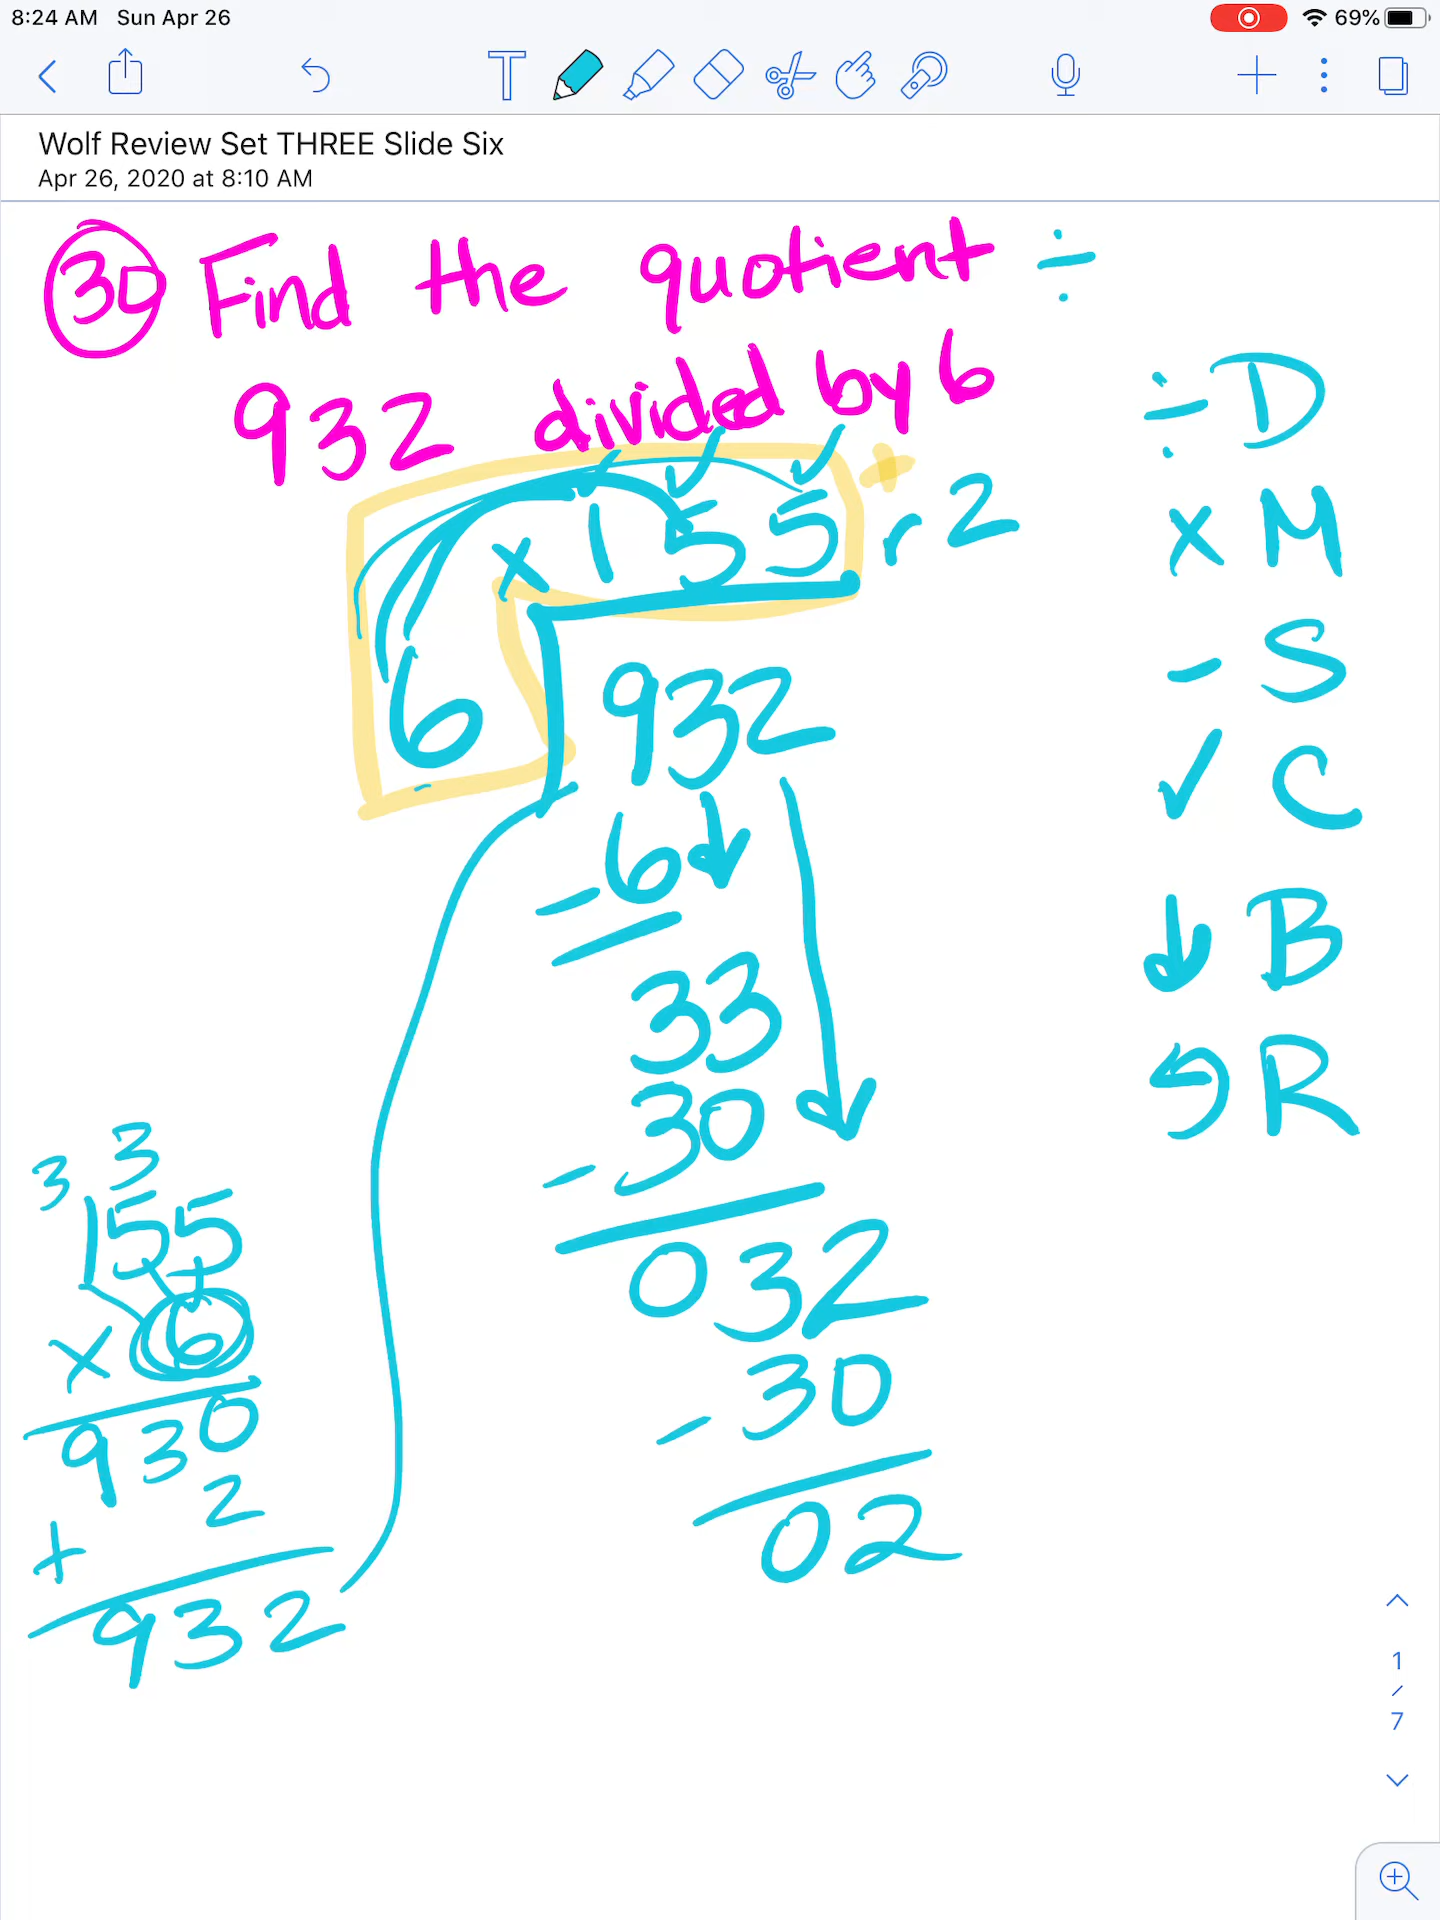 8:24 AM Sun Apr 26
69%
Wolf Review Set THREE Slide Six
Apr 26, 2020 at 8:10 AM
30 Find the quotient ÷
932 divided by 6
÷ D
x M
- S
✓ C
↓ B
R
x 155 r 2
+
6 932
- 6
33
- 30
032
- 30
02
3 3
155
x 6
930
+ 2
932
1
/
7